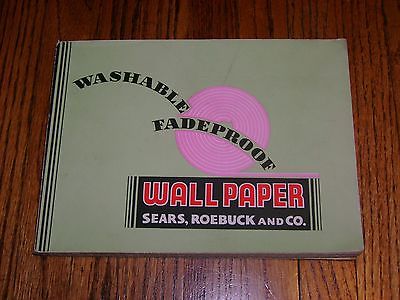 WASHABLE
FADEPROOF
WALL PAPER
SEARS, ROEBUCK AND CO.